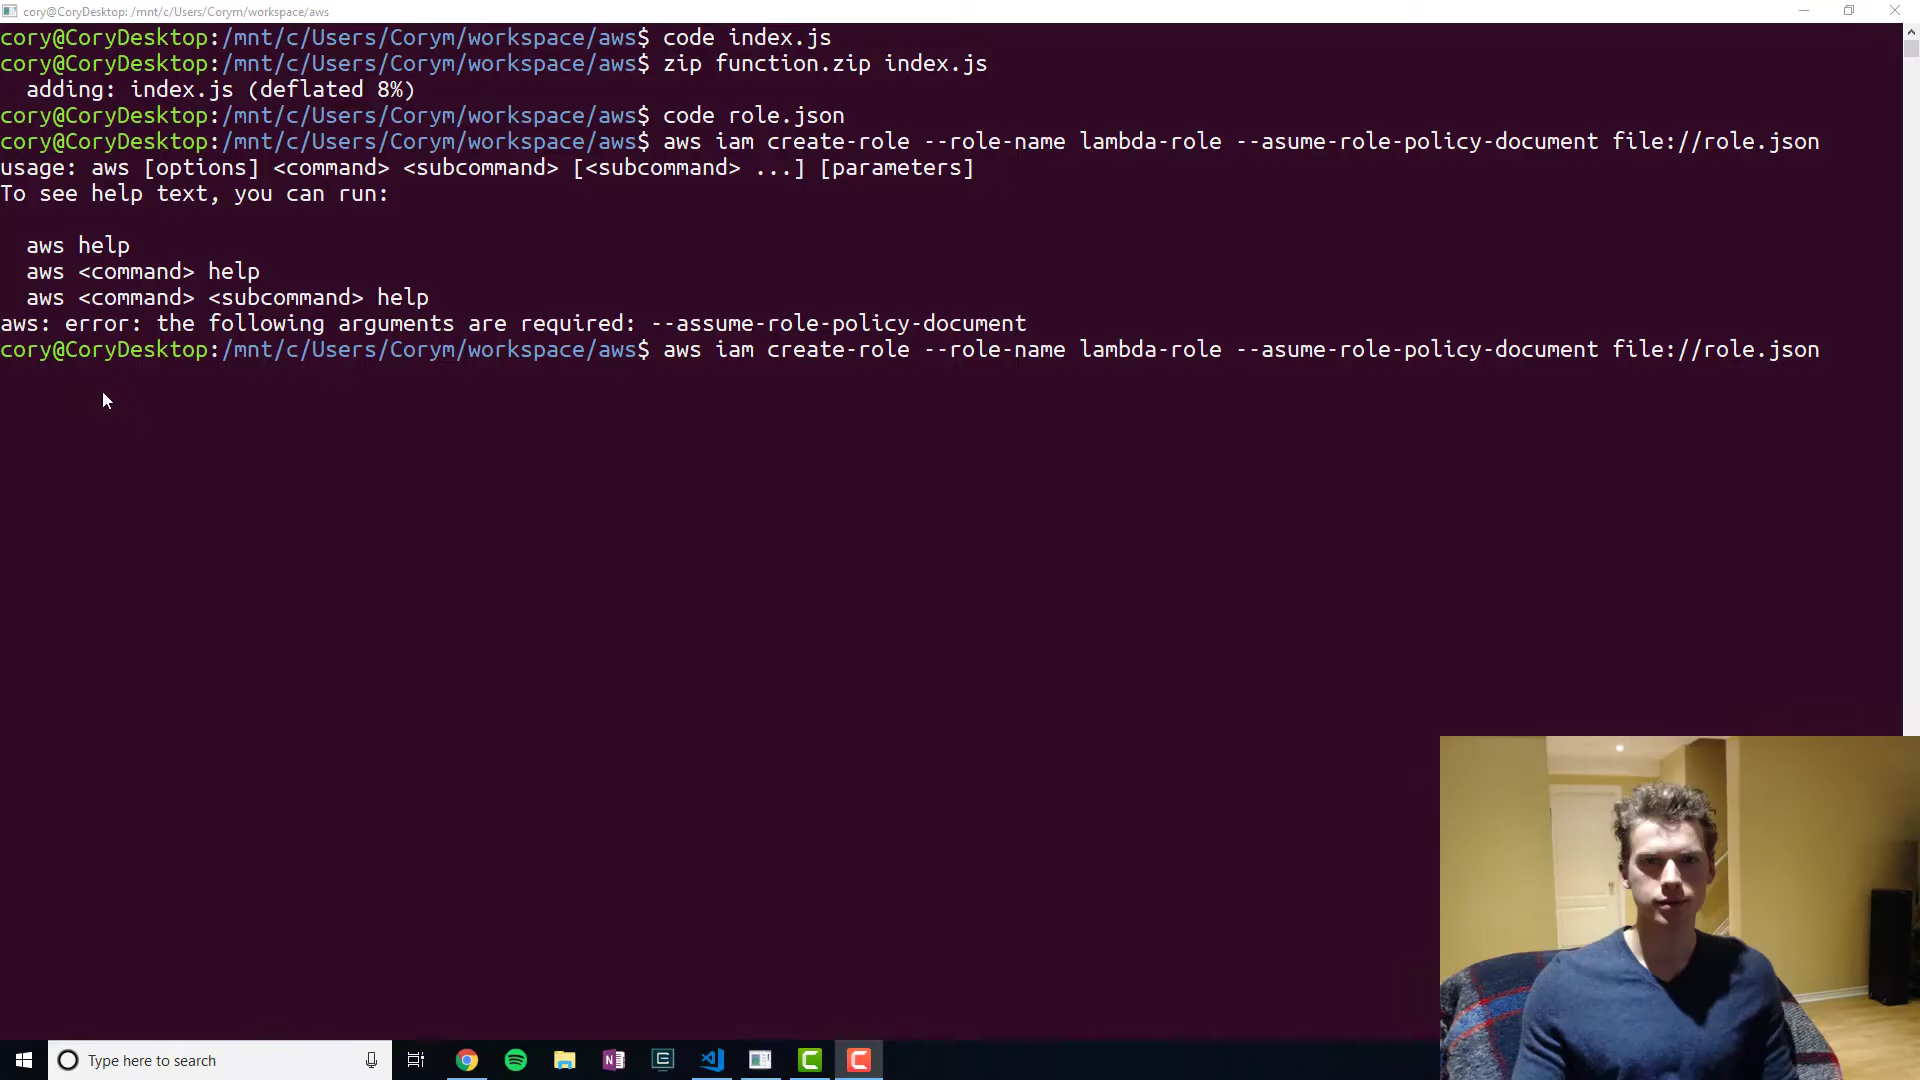 cory@CoryDesktop: /mnt/c/Users/Corym/workspace/aws
cory@CoryDesktop:/mnt/c/Users/Corym/workspace/aws$ code index.js
cory@CoryDesktop:/mnt/c/Users/Corym/workspace/aws$ zip function.zip index.js
  adding: index.js (deflated 8%)
cory@CoryDesktop:/mnt/c/Users/Corym/workspace/aws$ code role.json
cory@CoryDesktop:/mnt/c/Users/Corym/workspace/aws$ aws iam create-role --role-name lambda-role --asume-role-policy-document file://role.json
usage: aws [options] <command> <subcommand> [<subcommand> ...] [parameters]
To see help text, you can run:
  aws help
  aws <command> help
  aws <command> <subcommand> help
aws: error: the following arguments are required: --assume-role-policy-document
cory@CoryDesktop:/mnt/c/Users/Corym/workspace/aws$ aws iam create-role --role-name lambda-role --asume-role-policy-document file://role.json
Type here to search